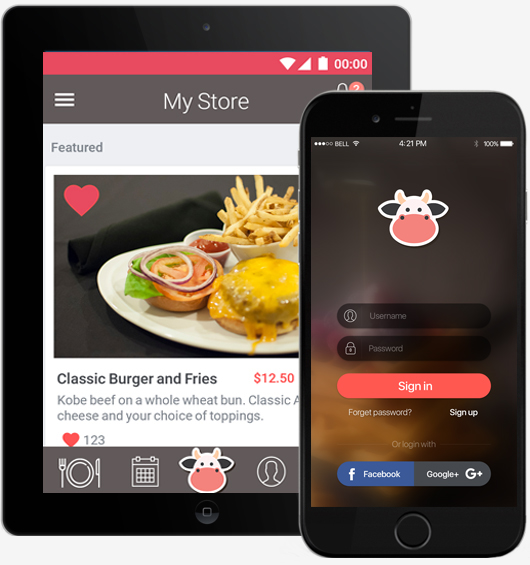 00:00
My Store
2
Featured
Classic Burger and Fries
$12.50
Kobe beef on a whole wheat bun. Classic A
cheese and your choice of toppings.
123
BELL
4:21 PM
100%
Username
Password
Sign in
Forget password?
Sign up
Or login with
f Facebook
Google+ G+